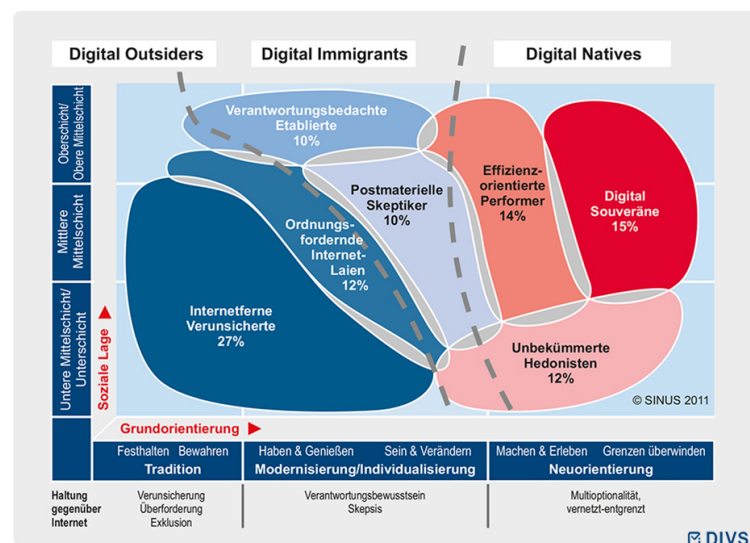 Digital Outsiders
Digital Immigrants
Digital Natives
Oberschicht/
Obere Mittelschicht
Mittlere
Mittelschicht
Untere Mittelschicht/
Unterschicht
Soziale Lage
Verantwortungsbedachte
Etablierte
10%
Postmaterielle
Skeptiker
10%
Effizienz-
orientierte
Performer
14%
Digital
Souveräne
15%
Ordnungs-
fordernde
Internet-
Laien
12%
Internetferne
Verunsicherte
27%
Unbekümmerte
Hedonisten
12%
© SINUS 2011
Grundorientierung
Festhalten Bewahren
Tradition
Haben & Genießen Sein & Verändern
Modernisierung/Individualisierung
Machen & Erleben Grenzen überwinden
Neuorientierung
Haltung
gegenüber
Internet
Verunsicherung
Überforderung
Exklusion
Verantwortungsbewusstsein
Skepsis
Multioptionalität,
vernetzt-entgrenzt
DIVS